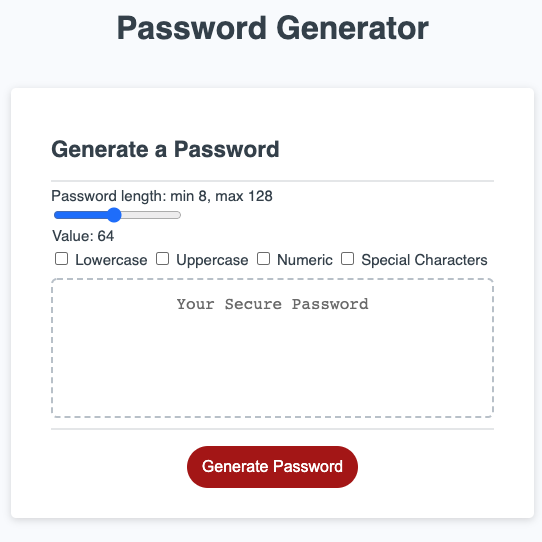 Password Generator
Generate a Password
Password length: min 8, max 128
Value: 64
Lowercase Uppercase Numeric Special Characters
Your Secure Password
Generate Password